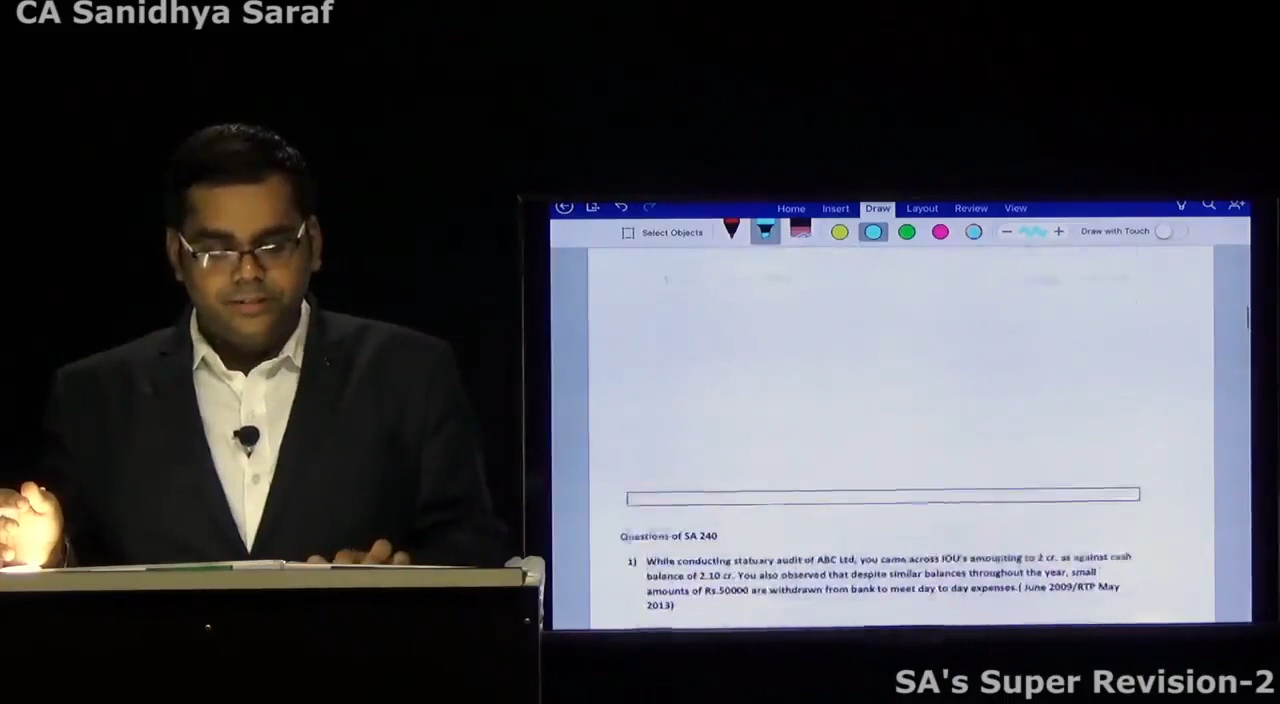 CA Sanidhya Saraf
Home Insert Draw Layout Review View
Select Objects
Draw with Touch
Questions of SA 240
1) While conducting statuary audit of ABC Ltd, you came across IOU's amounting to 2 cr. as against cash
balance of 2.10 cr. You also observed that despite similar balances throughout the year, small
amounts of Rs.50000 are withdrawn from bank to meet day to day expenses.( June 2009/RTP May
2013)
SA's Super Revision-2